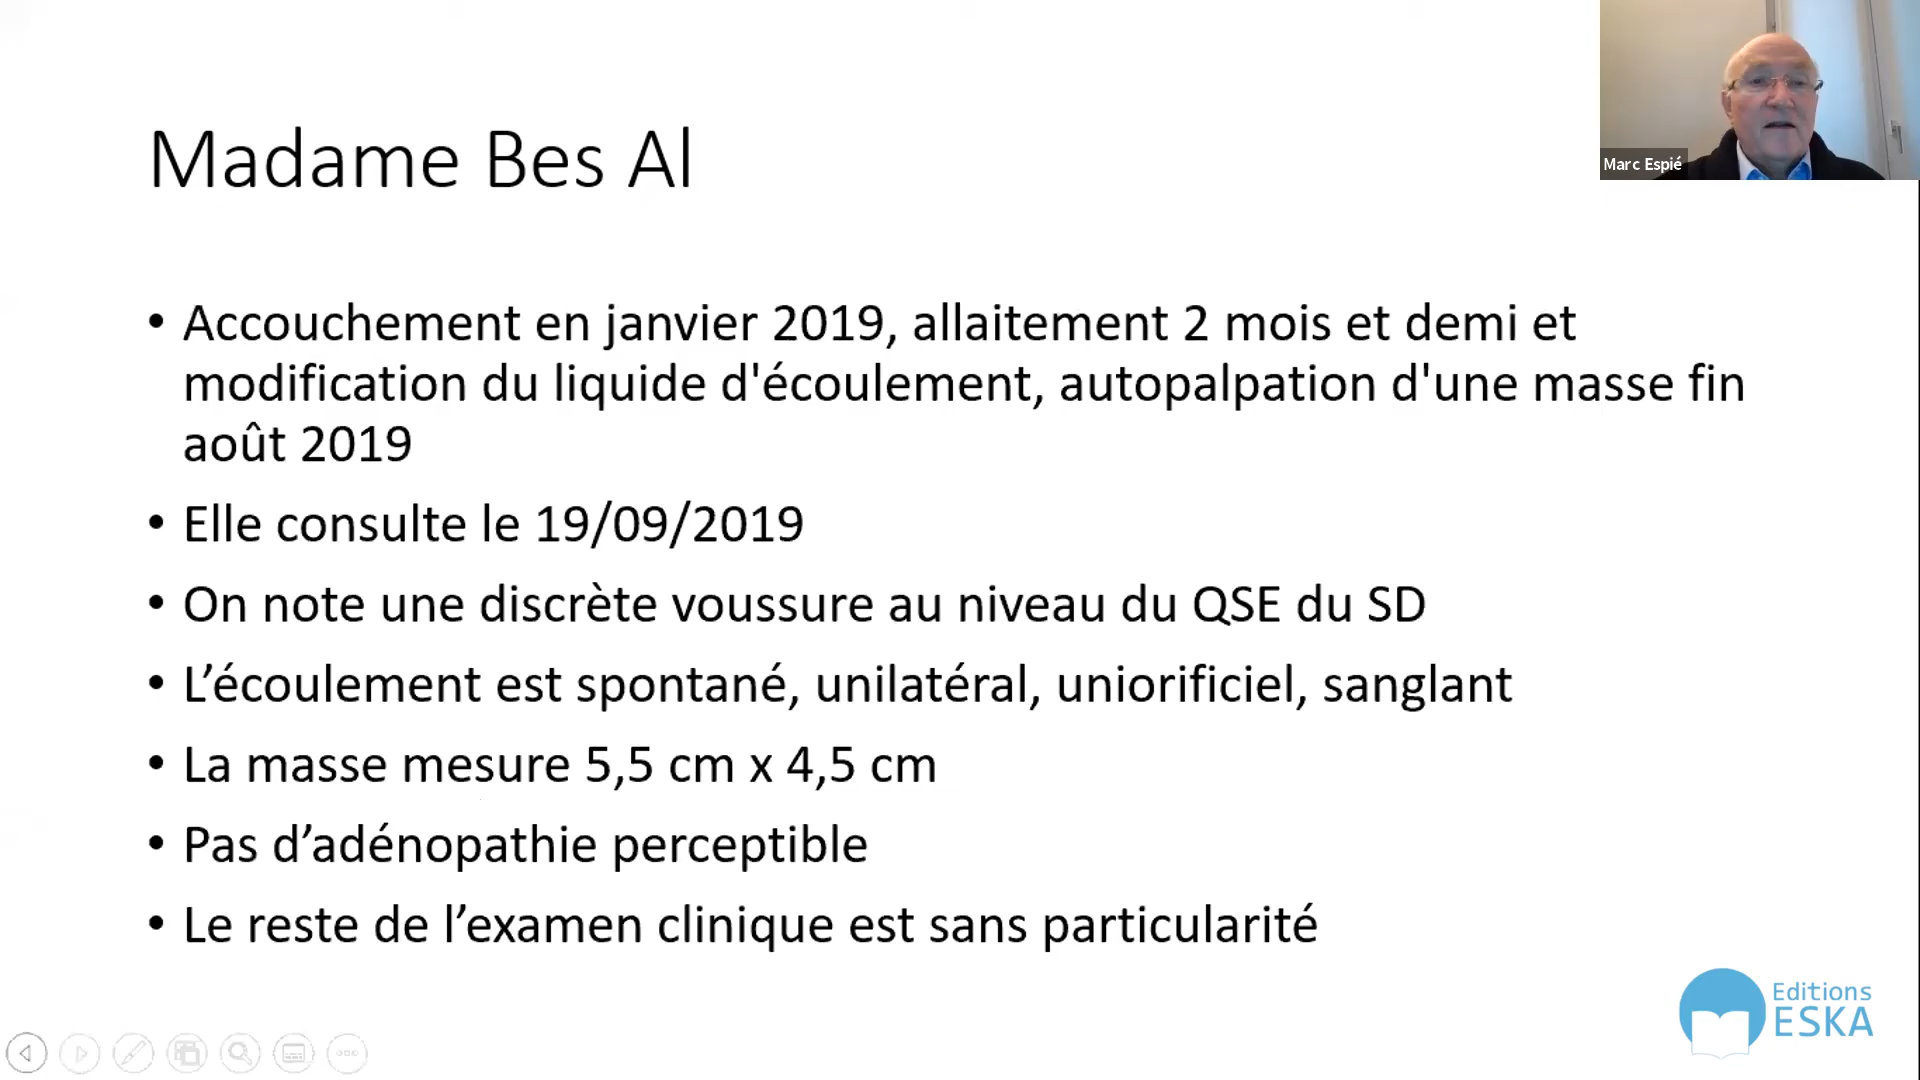 Madame Bes Al
Marc Espié
• Accouchement en janvier 2019, allaitement 2 mois et demi et
modification du liquide d'écoulement, autopalpation d'une masse fin
août 2019
• Elle consulte le 19/09/2019
• On note une discrète voussure au niveau du QSE du SD
• L’écoulement est spontané, unilatéral, uniorificiel, sanglant
• La masse mesure 5,5 cm x 4,5 cm
• Pas d’adénopathie perceptible
• Le reste de l’examen clinique est sans particularité
Editions
ESKA